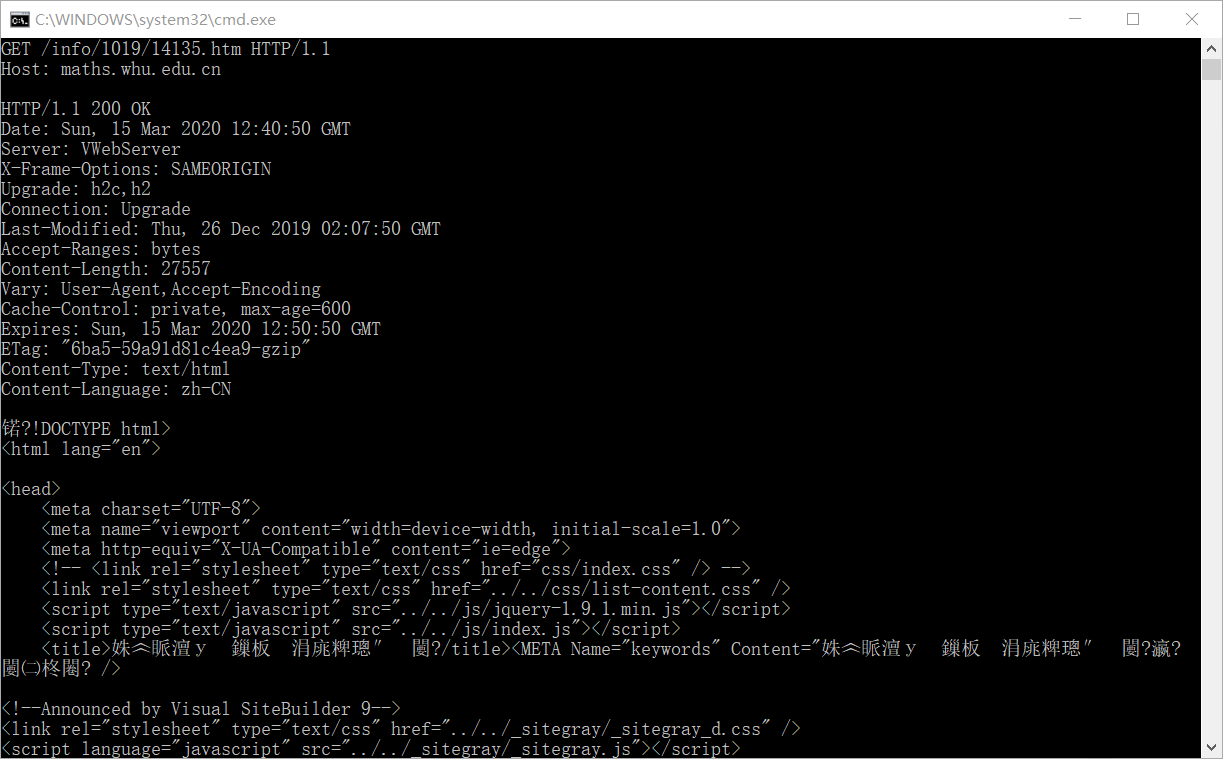 C:\WINDOWS\system32\cmd.exe
GET /info/1019/14135.htm HTTP/1.1
Host: maths.whu.edu.cn
HTTP/1.1 200 OK
Date: Sun, 15 Mar 2020 12:40:50 GMT
Server: VWebServer
X-Frame-Options: SAMEORIGIN
Upgrade: h2c,h2
Connection: Upgrade
Last-Modified: Thu, 26 Dec 2019 02:07:50 GMT
Accept-Ranges: bytes
Content-Length: 27557
Vary: User-Agent,Accept-Encoding
Cache-Control: private, max-age=600
Expires: Sun, 15 Mar 2020 12:50:50 GMT
ETag: "6ba5-59a91d81c4ea9-gzip"
Content-Type: text/html
Content-Language: zh-CN
锘?!DOCTYPE html>
<html lang="en">
<head>
<meta charset="UTF-8">
<meta name="viewport" content="width=device-width, initial-scale=1.0">
<meta http-equiv="X-UA-Compatible" content="ie=edge">
<!-- <link rel="stylesheet" type="text/css" href="css/index.css" /> -->
<link rel="stylesheet" type="text/css" href="../../css/list-content.css" />
<script type="text/javascript" src="../../js/jquery-1.9.1.min.js"></script>
<script type="text/javascript" src="../../js/index.js"></script>
<title>姝︽眽澶у 鏁板 涓庣粺璁″ 闄?/title><META Name="keywords" Content="姝︽眽澶у 鏁板 涓庣粺璁″ 闄?瀛?
闄㈡柊闂? />
<!--Announced by Visual SiteBuilder 9-->
<link rel="stylesheet" type="text/css" href="../../_sitegray/_sitegray_d.css" />
<script language="javascript" src="../../_sitegray/_sitegray.js"></script>